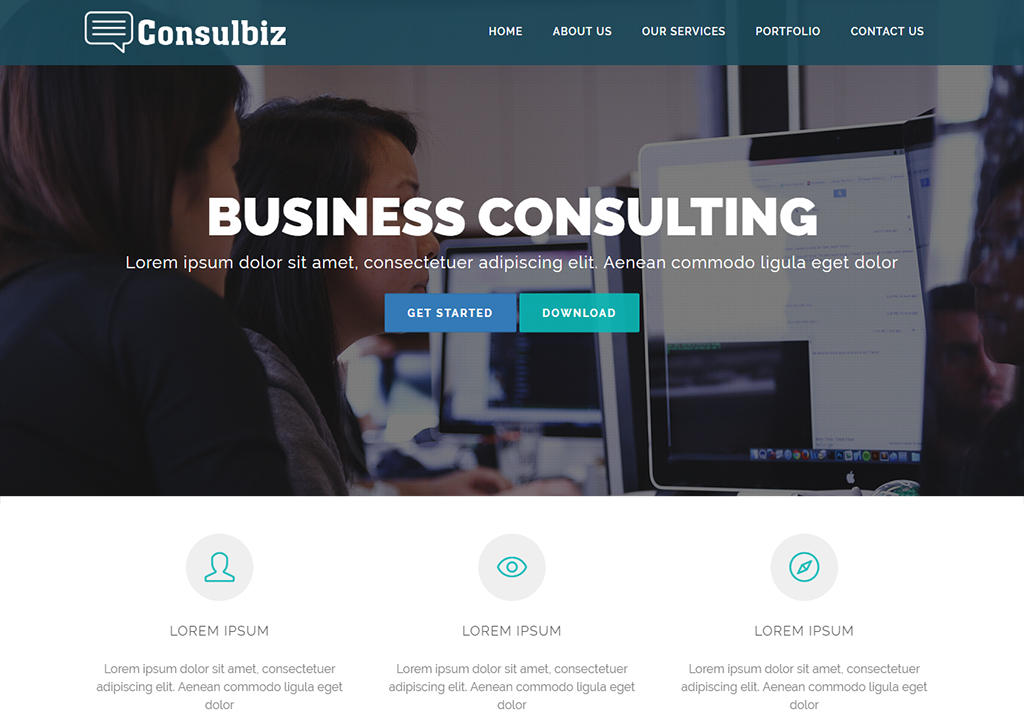 Consulbiz
HOME ABOUT US OUR SERVICES PORTFOLIO CONTACT US
BUSINESS CONSULTING
Lorem ipsum dolor sit amet, consectetuer adipiscing elit. Aenean commodo ligula eget dolor
GET STARTED DOWNLOAD
LOREM IPSUM
Lorem ipsum dolor sit amet, consectetuer
adipiscing elit. Aenean commodo ligula eget
dolor
LOREM IPSUM
Lorem ipsum dolor sit amet, consectetuer
adipiscing elit. Aenean commodo ligula eget
dolor
LOREM IPSUM
Lorem ipsum dolor sit amet, consectetuer
adipiscing elit. Aenean commodo ligula eget
dolor